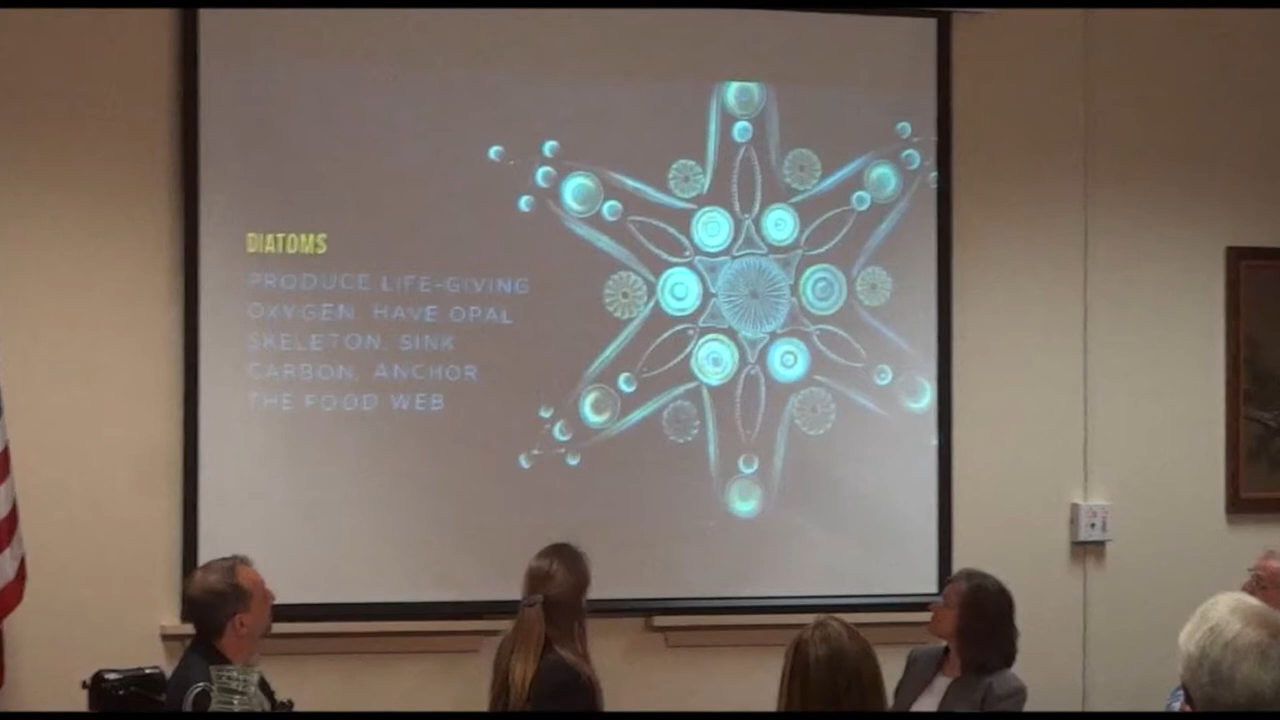 DIATOMS
PRODUCE LIFE-GIVING
OXYGEN, HAVE OPAL
SKELETON, SINK
CARBON, ANCHOR
THE FOOD WEB